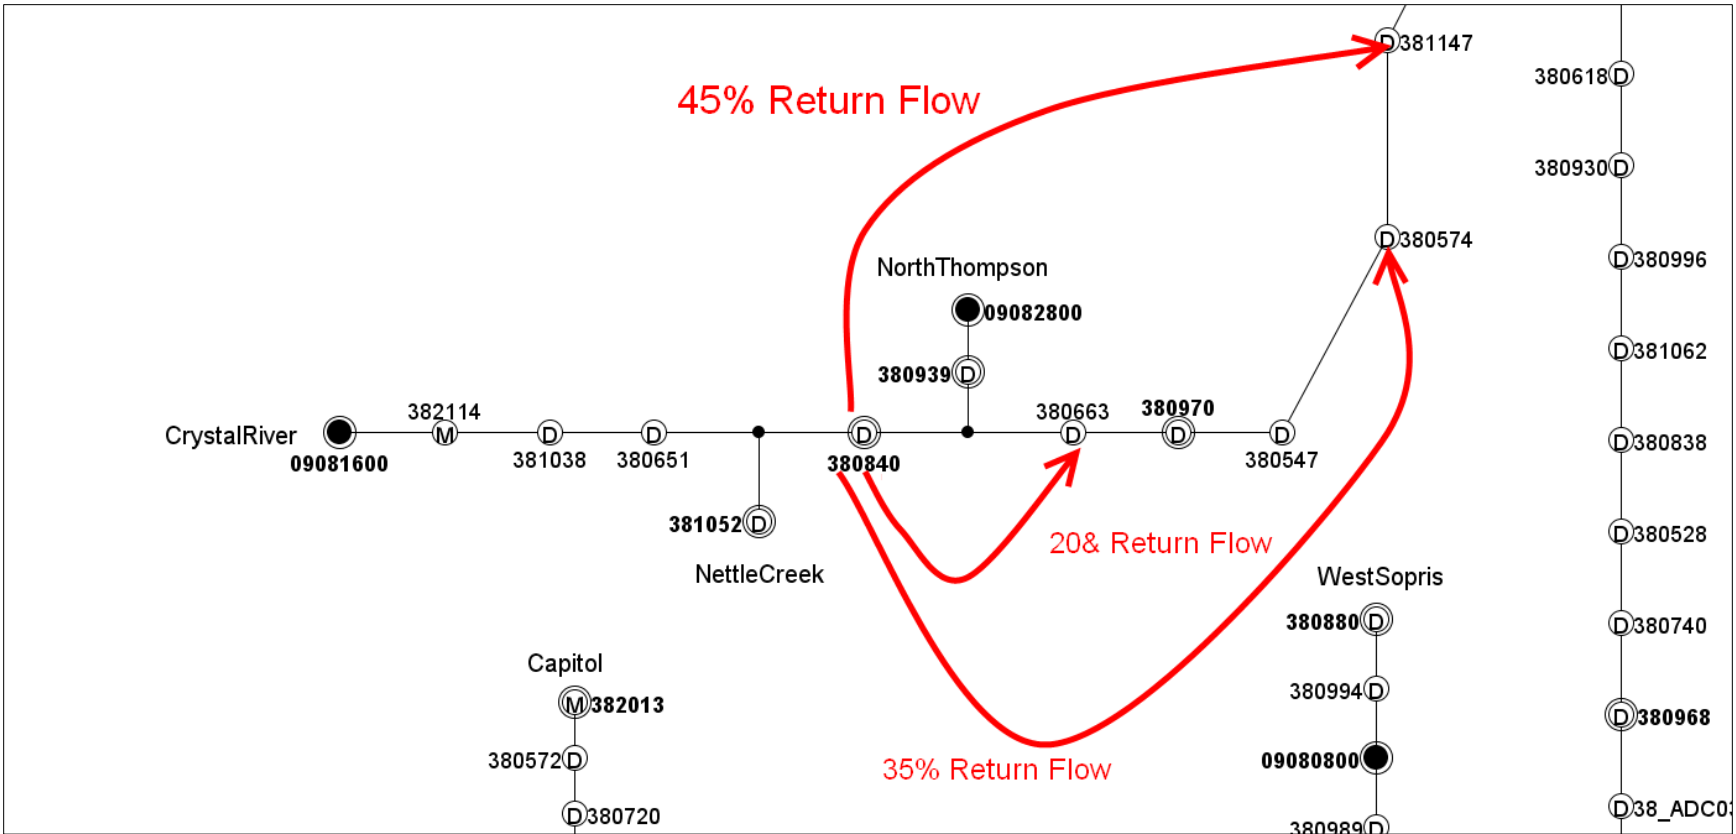 D 381147
380618 D
45% Return Flow
380930 D
D 380574
D 380996
NorthThompson
09082800
D 381062
380939 D
382114
380663
380970
CrystalRiver
M
D
D
D
D
D
D
D 380838
09081600
381038
380651
380840
380547
381052 D
D 380528
20& Return Flow
NettleCreek
WestSopris
380880 D
D 380740
Capitol
380994 D
M 382013
D 380968
380572 D
09080800
35% Return Flow
D 380720
D 38_ADC03
380989 D